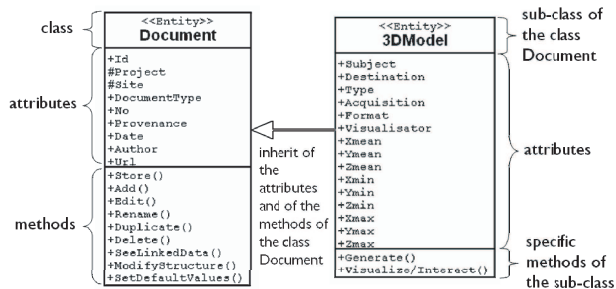 class
<<Entity>>
Document
attributes
+Id
#Project
#Site
+DocumentType
+No
+Provenance
+Date
+Author
+Url
methods
+Store()
+Add()
+Edit()
+Rename()
+Duplicate()
+Delete()
+SeeLinkedData()
+ModifyStructure()
+SetDefaultValues()
inherit of
the
attributes
and of the
methods of
the class
Document
<<Entity>>
3DModel
+Subject
+Destination
+Type
+Acquisition
+Format
+Visualisator
+Xmean
+Ymean
+Zmean
+Xmin
+Ymin
+Zmin
+Xmax
+Ymax
+Zmax
+Generate()
+Visualize/Interact()
sub-class of
the class
Document
attributes
specific
methods of
the sub-class